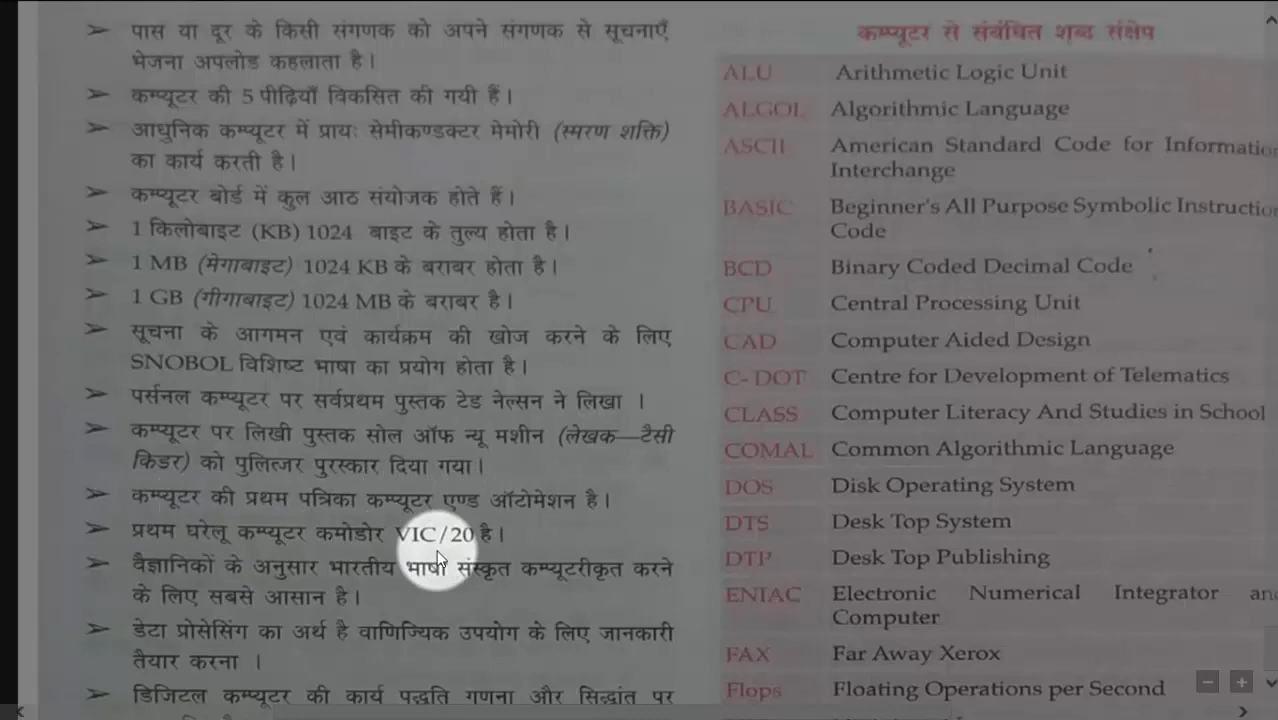 ➢ पास या दूर के किसी संगणक को अपने संगणक से सूचनाएँ
भेजना अपलोड कहलाता है।
➢ कम्प्यूटर की 5 पीढ़ियाँ विकसित की गयी हैं।
➢ आधुनिक कम्प्यूटर में प्रायः सेमीकण्डक्टर मेमोरी (स्मरण शक्ति)
का कार्य करती है।
➢ कम्प्यूटर बोर्ड में कुल आठ संयोजक होते हैं।
➢ 1 किलोबाइट (KB) 1024 बाइट के तुल्य होता है।
➢ 1 MB (मेगाबाइट) 1024 KB के बराबर होता है।
➢ 1 GB (गीगाबाइट) 1024 MB के बराबर है।
➢ सूचना के आगमन एवं कार्यक्रम की खोज करने के लिए
SNOBOL विशिष्ट भाषा का प्रयोग होता है।
➢ पर्सनल कम्प्यूटर पर सर्वप्रथम पुस्तक टेड नेल्सन ने लिखा ।
➢ कम्प्यूटर पर लिखी पुस्तक सोल ऑफ न्यू मशीन (लेखक—टैसी
किडर) को पुलित्जर पुरस्कार दिया गया।
➢ कम्प्यूटर की प्रथम पत्रिका कम्प्यूटर एण्ड ऑटोमेशन है।
➢ प्रथम घरेलू कम्प्यूटर कमोडोर VIC/20 है।
➢ वैज्ञानिकों के अनुसार भारतीय भाषा संस्कृत कम्प्यूटरीकृत करने
के लिए सबसे आसान है।
➢ डेटा प्रोसेसिंग का अर्थ है वाणिज्यिक उपयोग के लिए जानकारी
तैयार करना ।
➢ डिजिटल कम्प्यूटर की कार्य पद्धति गणना और सिद्धांत पर
कम्प्यूटर से संबंधित शब्द संक्षेप
ALU Arithmetic Logic Unit
ALGOL Algorithmic Language
ASCII American Standard Code for Information
Interchange
BASIC Beginner's All Purpose Symbolic Instruction
Code
BCD Binary Coded Decimal Code
CPU Central Processing Unit
CAD Computer Aided Design
C-DOT Centre for Development of Telematics
CLASS Computer Literacy And Studies in School
COMAL Common Algorithmic Language
DOS Disk Operating System
DTS Desk Top System
DTP Desk Top Publishing
ENIAC Electronic Numerical Integrator and
Computer
FAX Far Away Xerox
Flops Floating Operations per Second